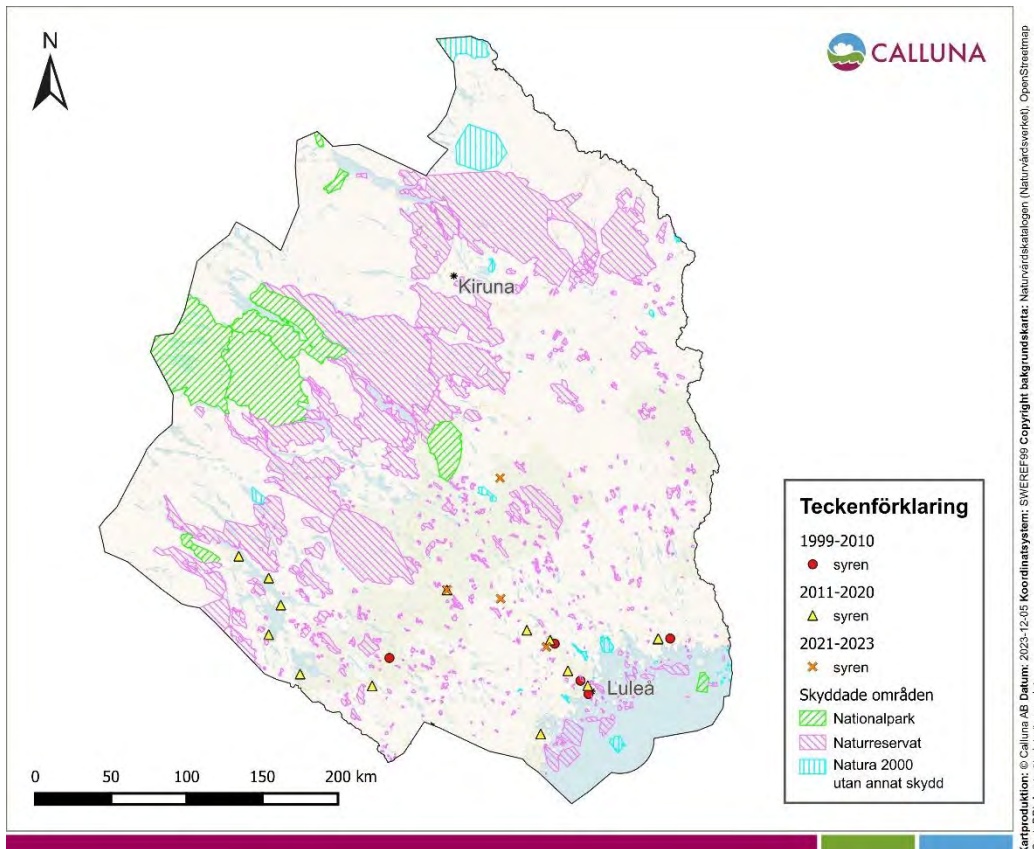 N
CALLUNA
Kiruna
Luleå
Teckenförklaring
1999-2010
syren
2011-2020
syren
2021-2023
syren
Skyddade områden
Nationalpark
Naturreservat
Natura 2000
utan annat skydd
0 50 100 150 200 km
Kartproduktion: © Calluna AB Datum: 2023-12-05 Koordinatsystem: SWEREF99 Copyright bakgrundskarta: Naturvårdskatalogen (Naturvårdsverket), OpenStreetmap